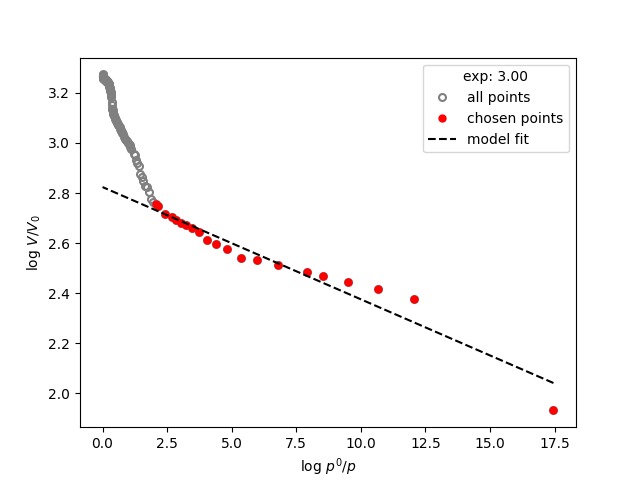 exp: 3.00
all points
chosen points
model fit
3.2
3.0
2.8
2.6
2.4
2.2
2.0
log V/V₀
0.0 2.5 5.0 7.5 10.0 12.5 15.0 17.5
log p⁰/p